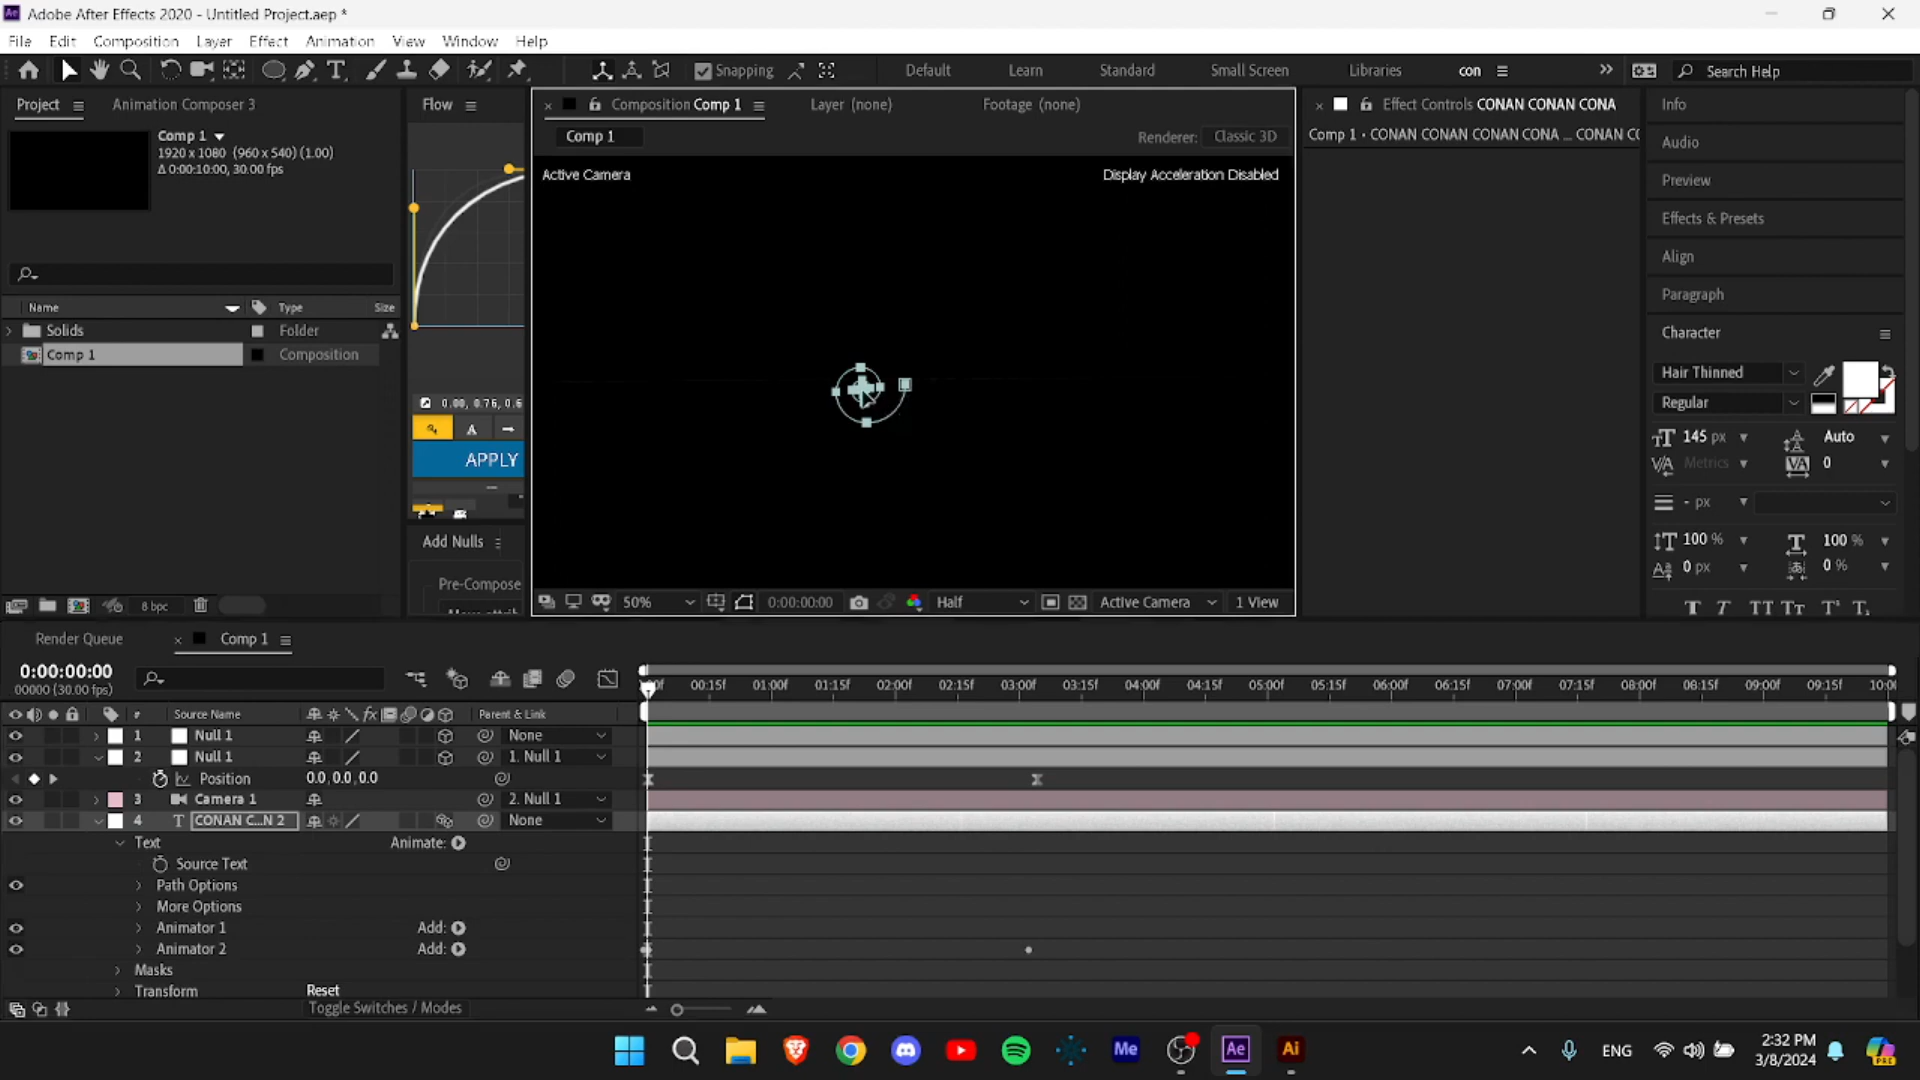 Adobe After Effects 2020 - Untitled Project.aep *
File Edit Composition Layer Effect Animation View Window Help
Snapping Default Learn Standard Small Screen Libraries con Search Help
Project Animation Composer 3 Flow Composition Comp 1 Layer (none) Footage (none) Effect Controls CONAN CONAN CONA Info
Comp 1
1920 x 1080 (960 x 540) (1.00)
Δ 0:00:10:00, 30.00 fps
Comp 1 Renderer: Classic 3D
Comp 1 • CONAN CONAN CONAN CONA ... CONAN CO
Active Camera Display Acceleration Disabled
Audio
Preview
Effects & Presets
Align
Paragraph
Character
Name Type Size
Solids Folder
Comp 1 Composition
Hair Thinned
Regular
145 px Auto
Metrics 0
- px
100 % 100 %
0 px 0 %
T T TT Tt T¹ T₁
0.00, 0.76, 0.6
APPLY
Add Nulls
Pre-Compose
8 bpc
50% 0:00:00:00 Half Active Camera 1 View
Render Queue Comp 1
0:00:00:00
00000 (30.00 fps)
00:15f 01:00f 01:15f 02:00f 02:15f 03:00f 03:15f 04:00f 04:15f 05:00f 05:15f 06:00f 06:15f 07:00f 07:15f 08:00f 08:15f 09:00f 09:15f 10:00
# Source Name fx Parent & Link
1 Null 1 None
2 Null 1 1. Null 1
Position 0.0, 0.0, 0.0
3 Camera 1 2. Null 1
4 T CONAN C...N 2 None
Text Animate:
Source Text
Path Options
More Options
Animator 1 Add:
Animator 2 Add:
Masks
Transform Reset
Toggle Switches / Modes
Me Ae Ai ENG
2:32 PM
3/8/2024
PRE